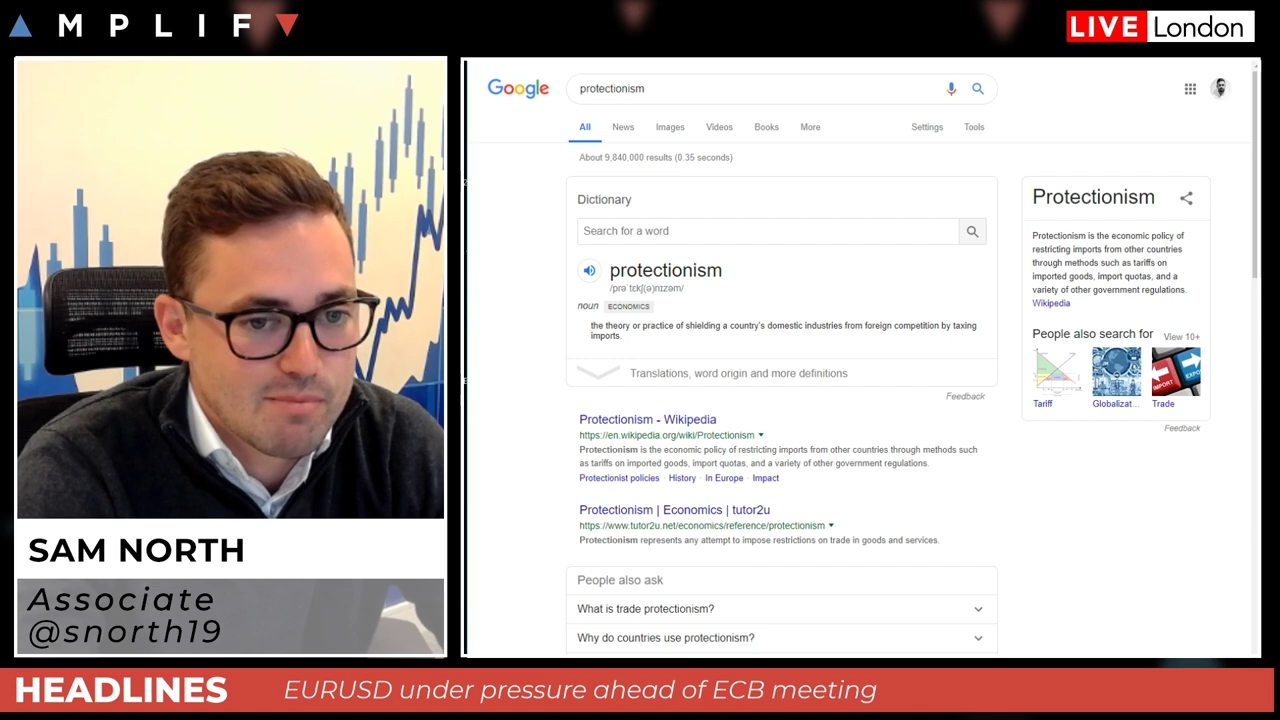 MPLIF
LIVE London
SAM NORTH
Associate
@snorth19
Google
protectionism
All News Images Videos Books More Settings Tools
About 9,840,000 results (0.35 seconds)
Dictionary
Search for a word
protectionism
noun ECONOMICS
the theory or practice of shielding a country's domestic industries from foreign competition by taxing
imports.
Translations, word origin and more definitions
Feedback
Protectionism - Wikipedia
https://en.wikipedia.org/wiki/Protectionism
Protectionism is the economic policy of restricting imports from other countries through methods such
as tariffs on imported goods, import quotas, and a variety of other government regulations.
Protectionist policies · History · In Europe · Impact
Protectionism | Economics | tutor2u
https://www.tutor2u.net/economics/reference/protectionism
Protectionism represents any attempt to impose restrictions on trade in goods and services.
People also ask
What is trade protectionism?
Why do countries use protectionism?
Protectionism
Protectionism is the economic policy of
restricting imports from other countries
through methods such as tariffs on
imported goods, import quotas, and a
variety of other government regulations.
Wikipedia
People also search for View 10+
IMPORT
Tariff Globalizat... Trade
Feedback
HEADLINES EURUSD under pressure ahead of ECB meeting